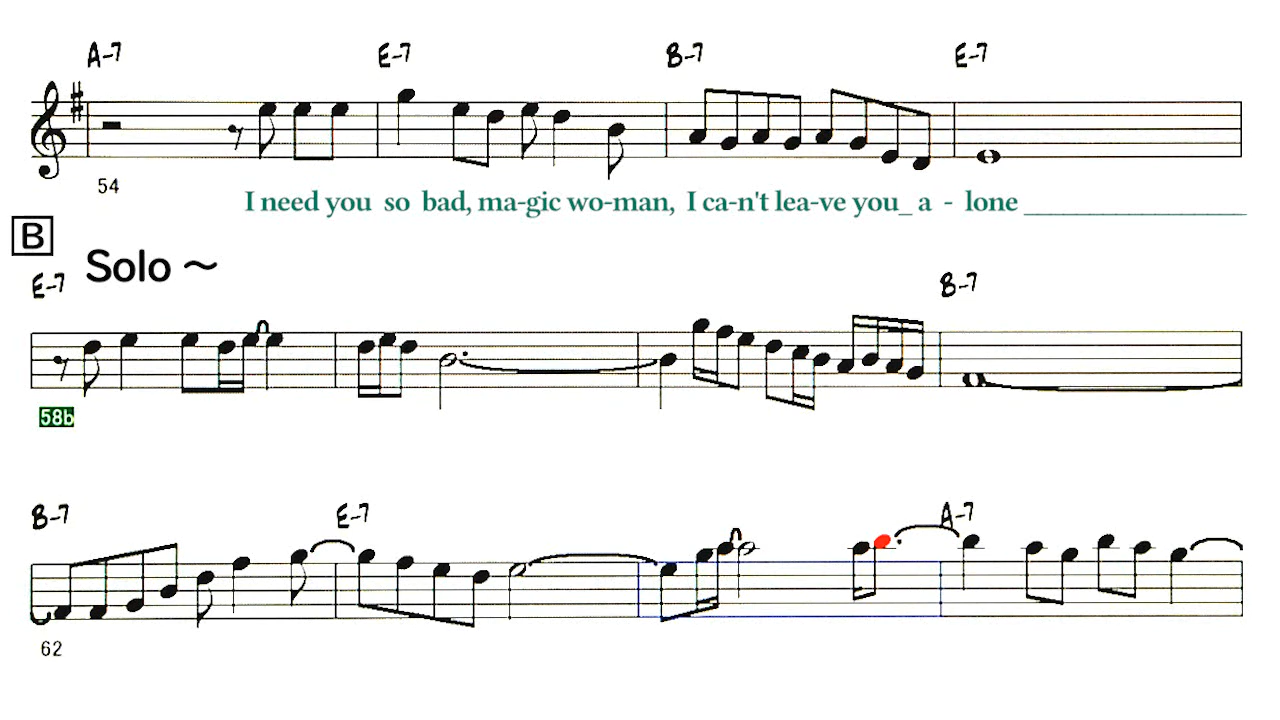 A-7 E-7 B-7 E-7
54
I need you so bad, ma-gic wo-man, I ca-n't lea-ve you_ a - lone ________________
B
Solo ~
E-7 B-7
58b
B-7 E-7 A-7
62